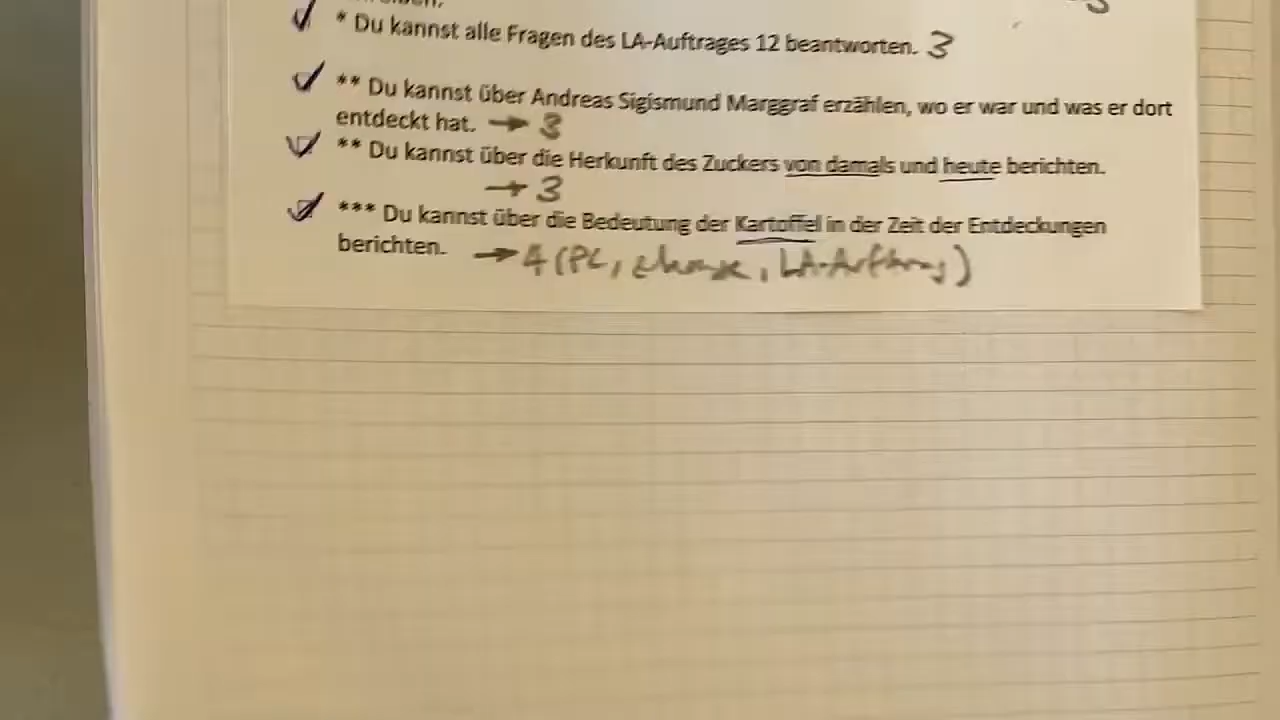 * Du kannst alle Fragen des LA-Auftrages 12 beantworten. 3
** Du kannst über Andreas Sigismund Marggraf erzählen, wo er war und was er dort
entdeckt hat. → 3
** Du kannst über die Herkunft des Zuckers von damals und heute berichten.
→ 3
*** Du kannst über die Bedeutung der Kartoffel in der Zeit der Entdeckungen
berichten. → 4 (PC, LA-Auftrag)